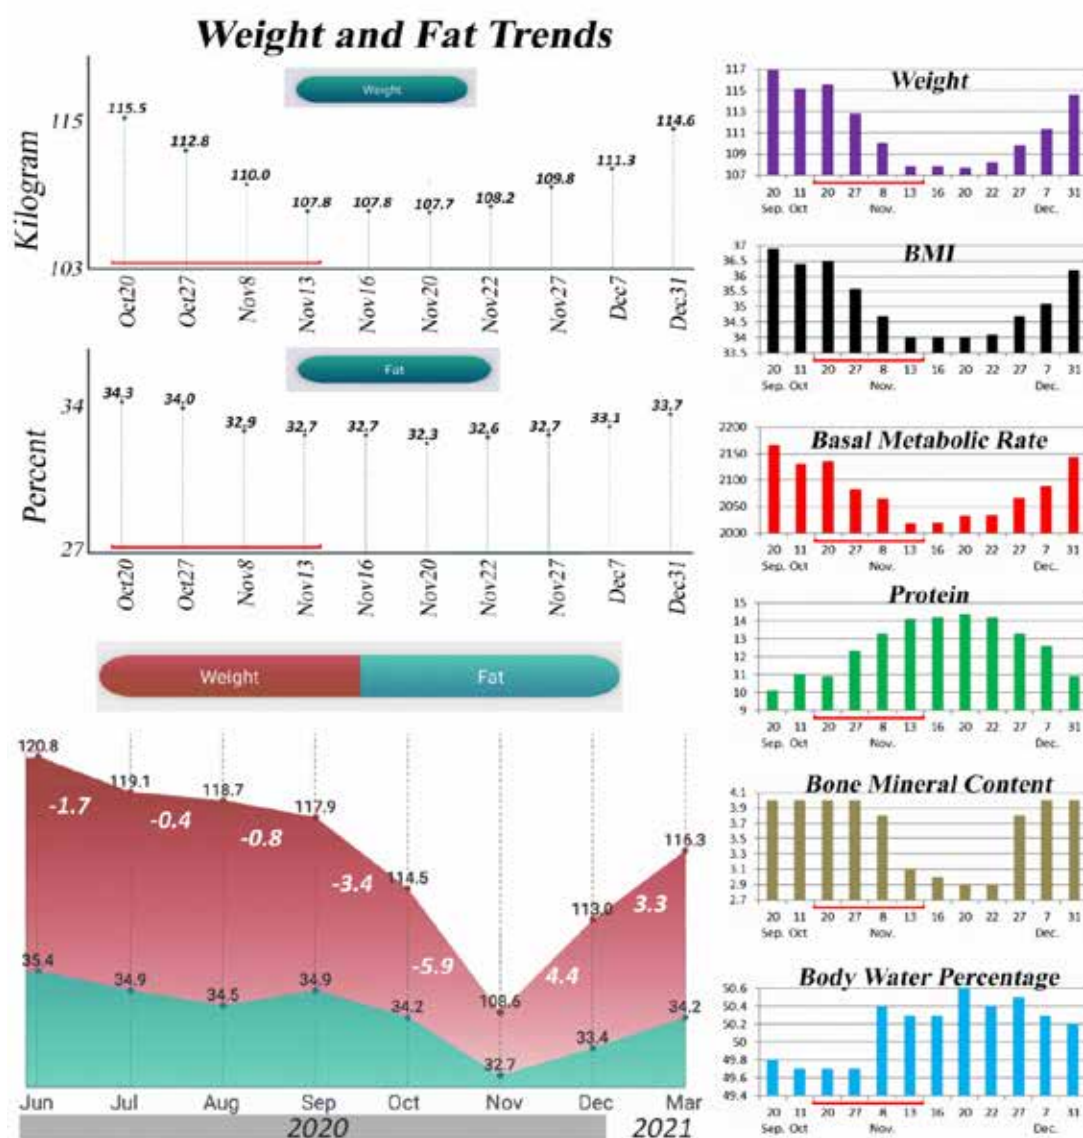 Weight and Fat Trends
Weight
Kilogram
115
103
115.5
112.8
110.0
107.8
107.8
107.7
108.2
109.8
111.3
114.6
Oct20
Oct27
Nov8
Nov13
Nov16
Nov20
Nov22
Nov27
Dec7
Dec31
Fat
Percent
34
27
34.3
34.0
32.9
32.7
32.7
32.3
32.6
32.7
33.1
33.7
Oct20
Oct27
Nov8
Nov13
Nov16
Nov20
Nov22
Nov27
Dec7
Dec31
Weight Fat
120.8
119.1
118.7
117.9
114.5
108.6
113.0
116.3
-1.7
-0.4
-0.8
-3.4
-5.9
4.4
3.3
35.4
34.9
34.5
34.9
34.2
32.7
33.4
34.2
Jun Jul Aug Sep Oct Nov Dec Mar
2020 2021
Weight
117
115
113
111
109
107
20 11 20 27 8 13 16 20 22 27 7 31
Sep. Oct Nov. Dec.
BMI
37
36.5
36
35.5
35
34.5
34
33.5
20 11 20 27 8 13 16 20 22 27 7 31
Sep. Oct Nov. Dec.
Basal Metabolic Rate
2200
2150
2100
2050
2000
20 11 20 27 8 13 16 20 22 27 7 31
Sep. Oct Nov. Dec.
Protein
15
14
13
12
11
10
9
20 11 20 27 8 13 16 20 22 27 7 31
Sep. Oct Nov. Dec.
Bone Mineral Content
4.1
3.9
3.7
3.5
3.3
3.1
2.9
2.7
20 11 20 27 8 13 16 20 22 27 7 31
Sep. Oct Nov. Dec.
Body Water Percentage
50.6
50.4
50.2
50
49.8
49.6
49.4
20 11 20 27 8 13 16 20 22 27 7 31
Sep. Oct Nov. Dec.